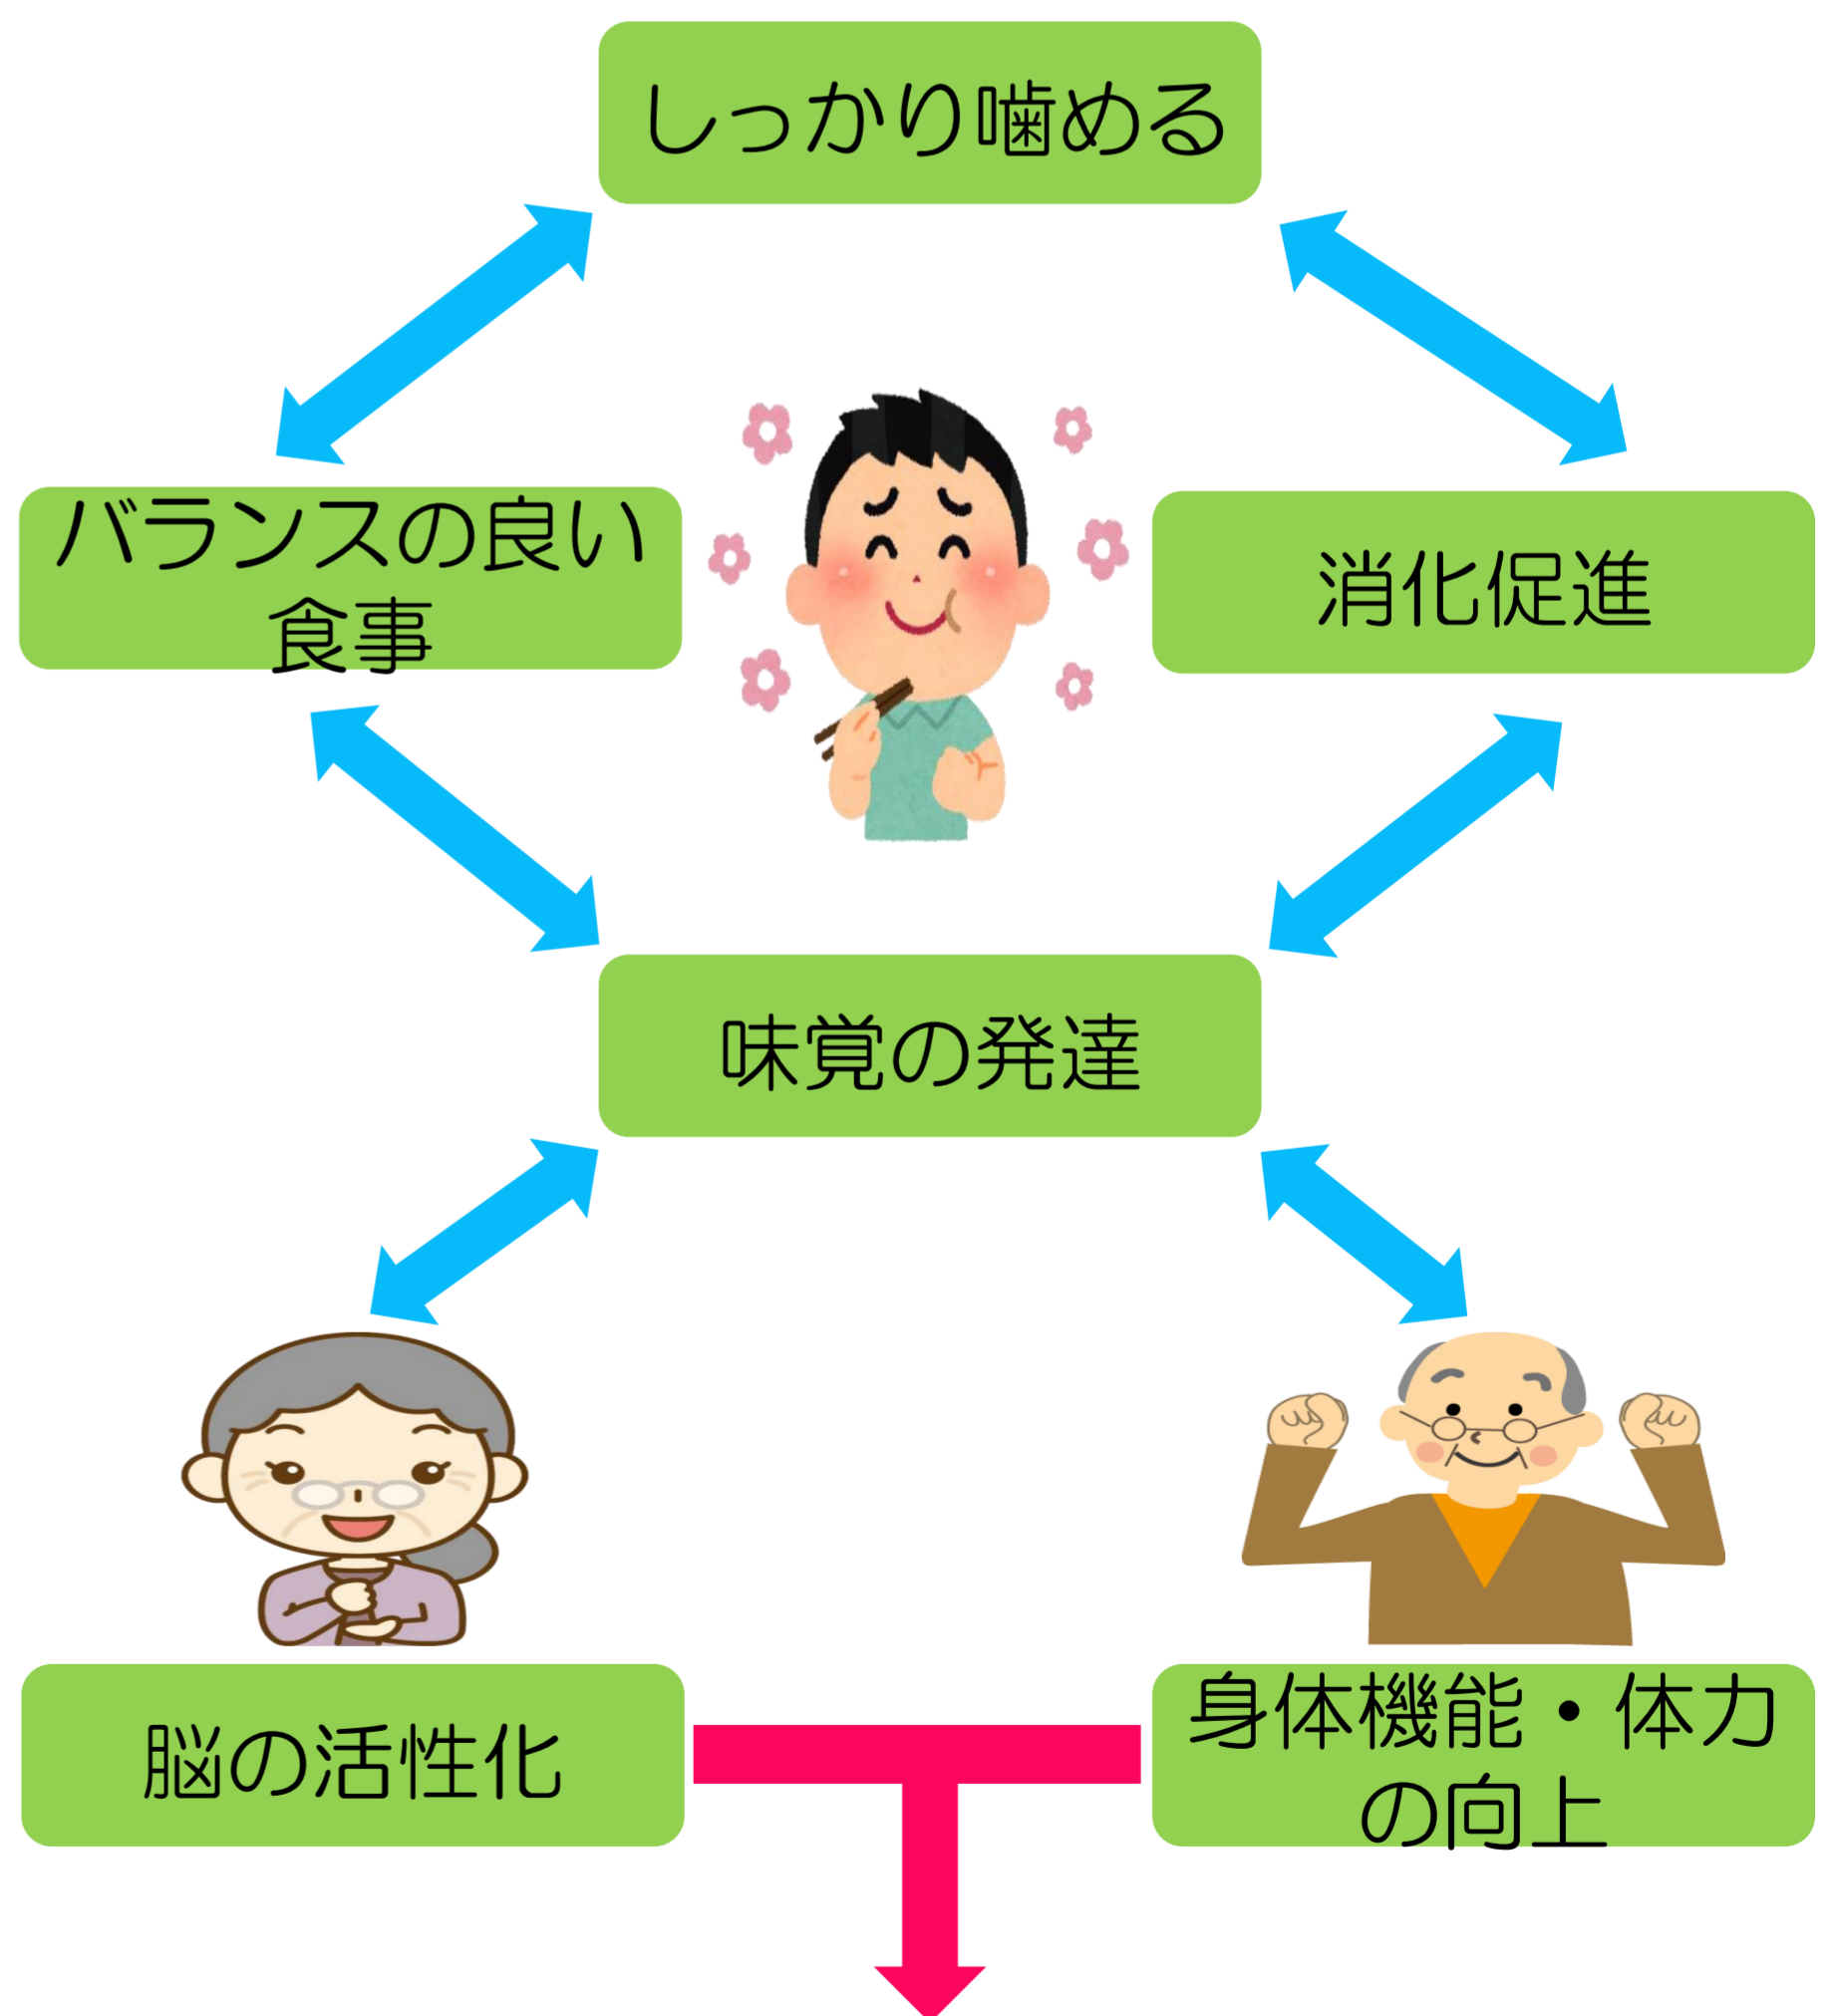 しっかり噛める
バランスの良い
食事
消化促進
味覚の発達
脳の活性化
身体機能・体力
の向上